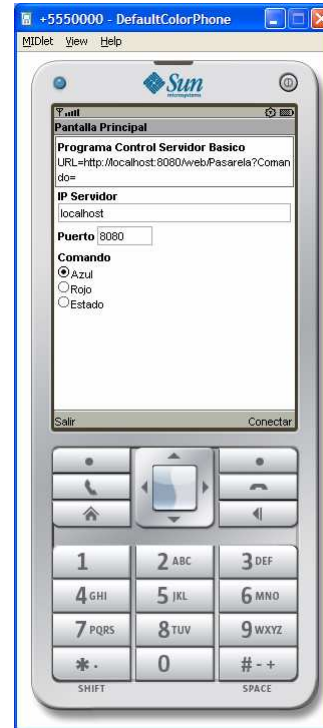 +5550000 - DefaultColorPhone
MIDlet View Help
Sun
microsystems
Pantalla Principal
Programa Control Servidor Basico
URL=http://localhost:8080/web/Pasarela?Coman
do=
IP Servidor
localhost
Puerto 8080
Comando
Azul
Rojo
Estado
Salir Conectar
1 2 ABC 3 DEF
4 GHI 5 JKL 6 MNO
7 PQRS 8 TUV 9 WXYZ
* . 0 # - +
SHIFT SPACE